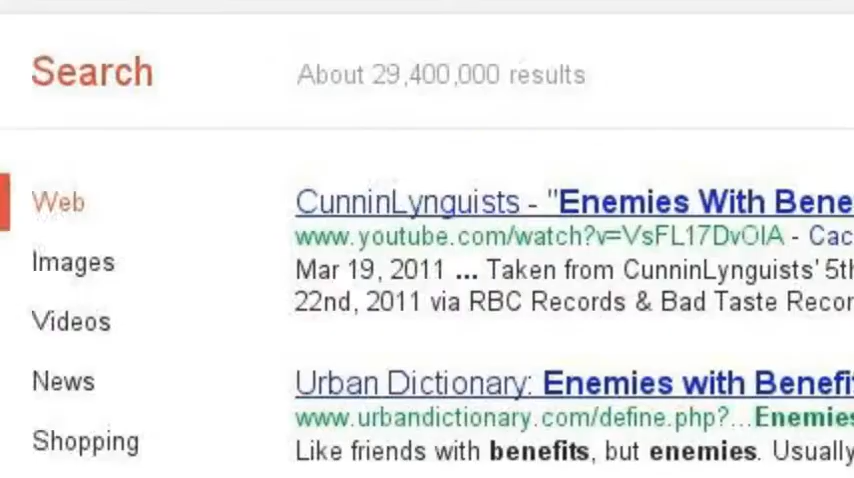 Search
About 29,400,000 results
Web
Images
Videos
News
Shopping
CunninLynguists - "Enemies With Bene
www.youtube.com/watch?v=VsFL17DvOIA - Cac
Mar 19, 2011 ... Taken from CunninLynguists' 5th
22nd, 2011 via RBC Records & Bad Taste Recor
Urban Dictionary: Enemies with Benefi
www.urbandictionary.com/define.php?...Enemies
Like friends with benefits, but enemies. Usually